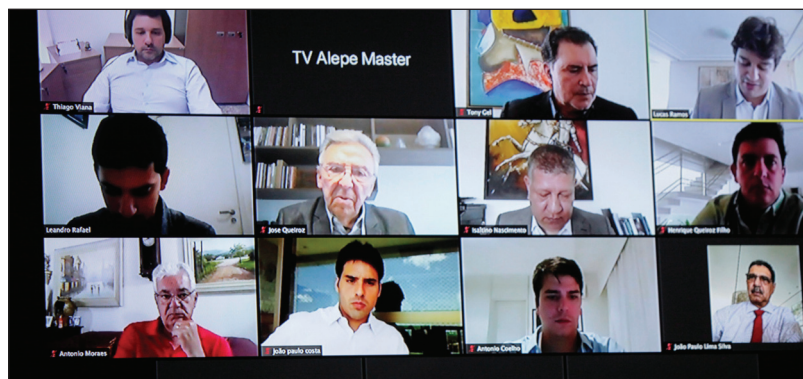 Thiago Viana
TV Alepe Master
Tony Gel
Lucas Ramos
Leandro Rafael
Jose Queiroz
Isaltino Nascimento
Henrique Queiroz Filho
Antonio Moraes
João paulo costa
Antonio Coelho
João Paulo Lima Silva